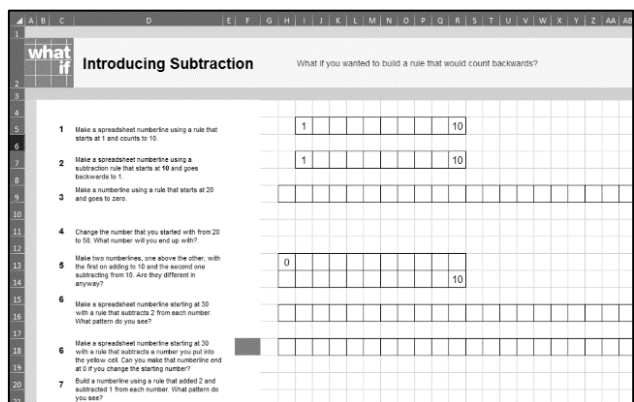 A B C D E F G H I J K L M N O P Q R S T U V W X Y Z AA AB
1
what if Introducing Subtraction What if you wanted to build a rule that would count backwards?
2
3
4
5 1 Make a spreadsheet numberline using a rule that 1 10
starts at 1 and counts to 10.
6
7 2 Make a spreadsheet numberline using a 1 10
subtraction rule that starts at 10 and goes
backwards to 1.
8
9 3 Make a numberline using a rule that starts at 20
and goes to zero.
10
11 4 Change the number that you started with from 20
to 50. What number will you end up with?
12
13 5 Make two numberlines, one above the other, with 0
the first on adding to 10 and the second one
14 subtracting from 10. Are they different in 10
anyway?
15
6 Make a spreadsheet numberline starting at 30
16 with a rule that subtracts 2 from each number.
What pattern do you see?
17
18 6 Make a spreadsheet numberline starting at 30
with a rule that subtracts a number you put into
the yellow cell. Can you make that numberline end
19 at 0 if you change the starting number?
20 7 Build a numberline using a rule that added 2 and
subtracted 1 from each number. What pattern do
21 you see?